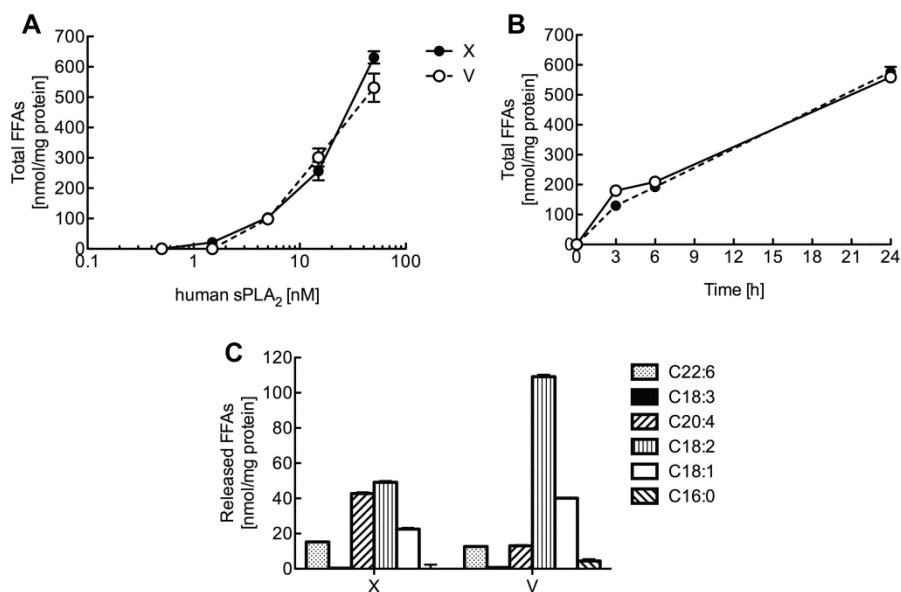 A
B
X
V
Total FFAs
[nmol/mg protein]
700
600
500
400
300
200
100
0
0.1
1
10
100
human sPLA2 [nM]
Total FFAs
[nmol/mg protein]
700
600
500
400
300
200
100
0
0
3
6
9
12
15
18
21
24
Time [h]
C
Released FFAs
[nmol/mg protein]
120
100
80
60
40
20
0
X
V
C22:6
C18:3
C20:4
C18:2
C18:1
C16:0